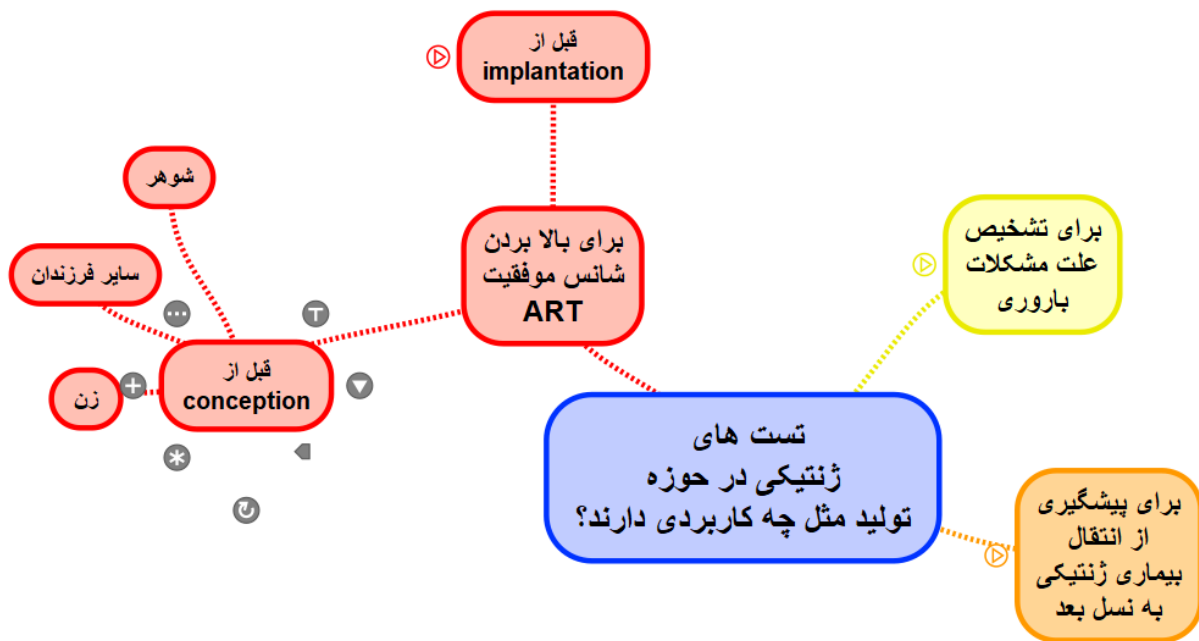 قبل از
implantation
شوهر
سایر فرزندان
زن
قبل از
conception
برای بالا بردن
شانس موفقیت
ART
برای تشخیص
علت مشکلات
باروری
تست های
ژنتیکی در حوزه
تولید مثل چه کاربردی دارند؟
برای پیشگیری
از انتقال
بیماری ژنتیکی
به نسل بعد